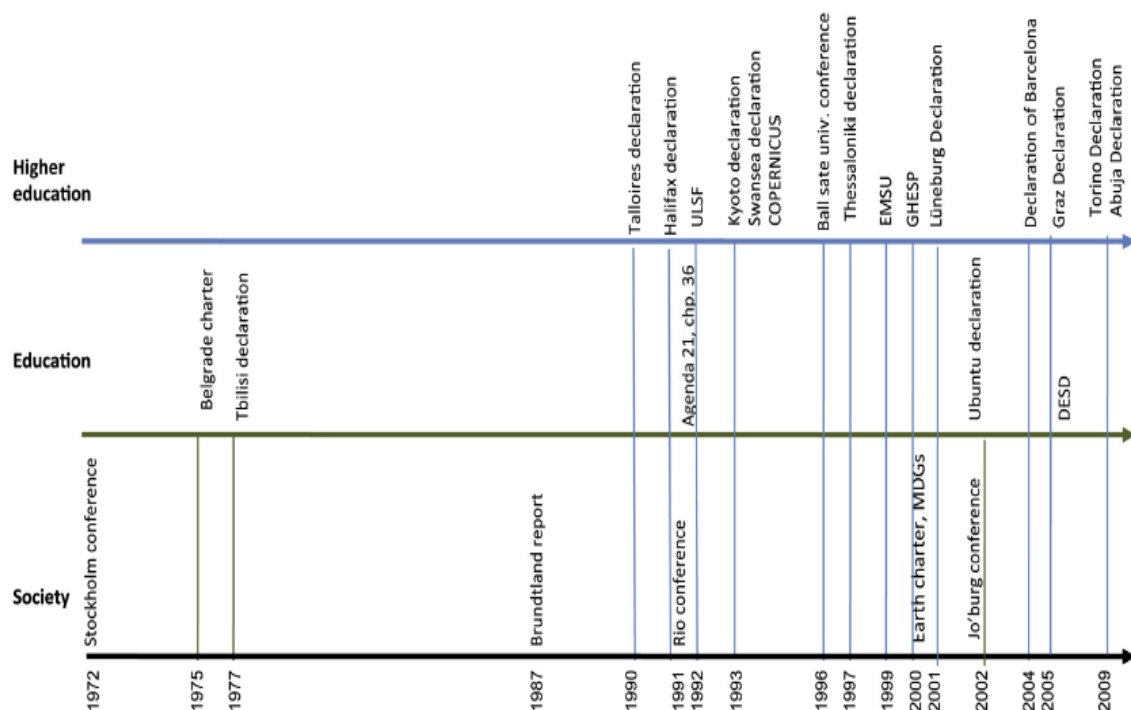 Higher
education
Talloires declaration
Halifax declaration
ULSF
Kyoto declaration
Swansea declaration
COPERNICUS
Ball sate univ. conference
Thessaloniki declaration
EMSU
GHESP
Lüneburg Declaration
Declaration of Barcelona
Graz Declaration
Torino Declaration
Abuja Declaration
Education
Belgrade charter
Tbilisi declaration
Agenda 21, chp. 36
Ubuntu declaration
DESD
Society
Stockholm conference
Brundtland report
Rio conference
Earth charter, MDGs
Jo'burg conference
1972
1975
1977
1987
1990
1991
1992
1993
1996
1997
1999
2000
2001
2002
2004
2005
2009